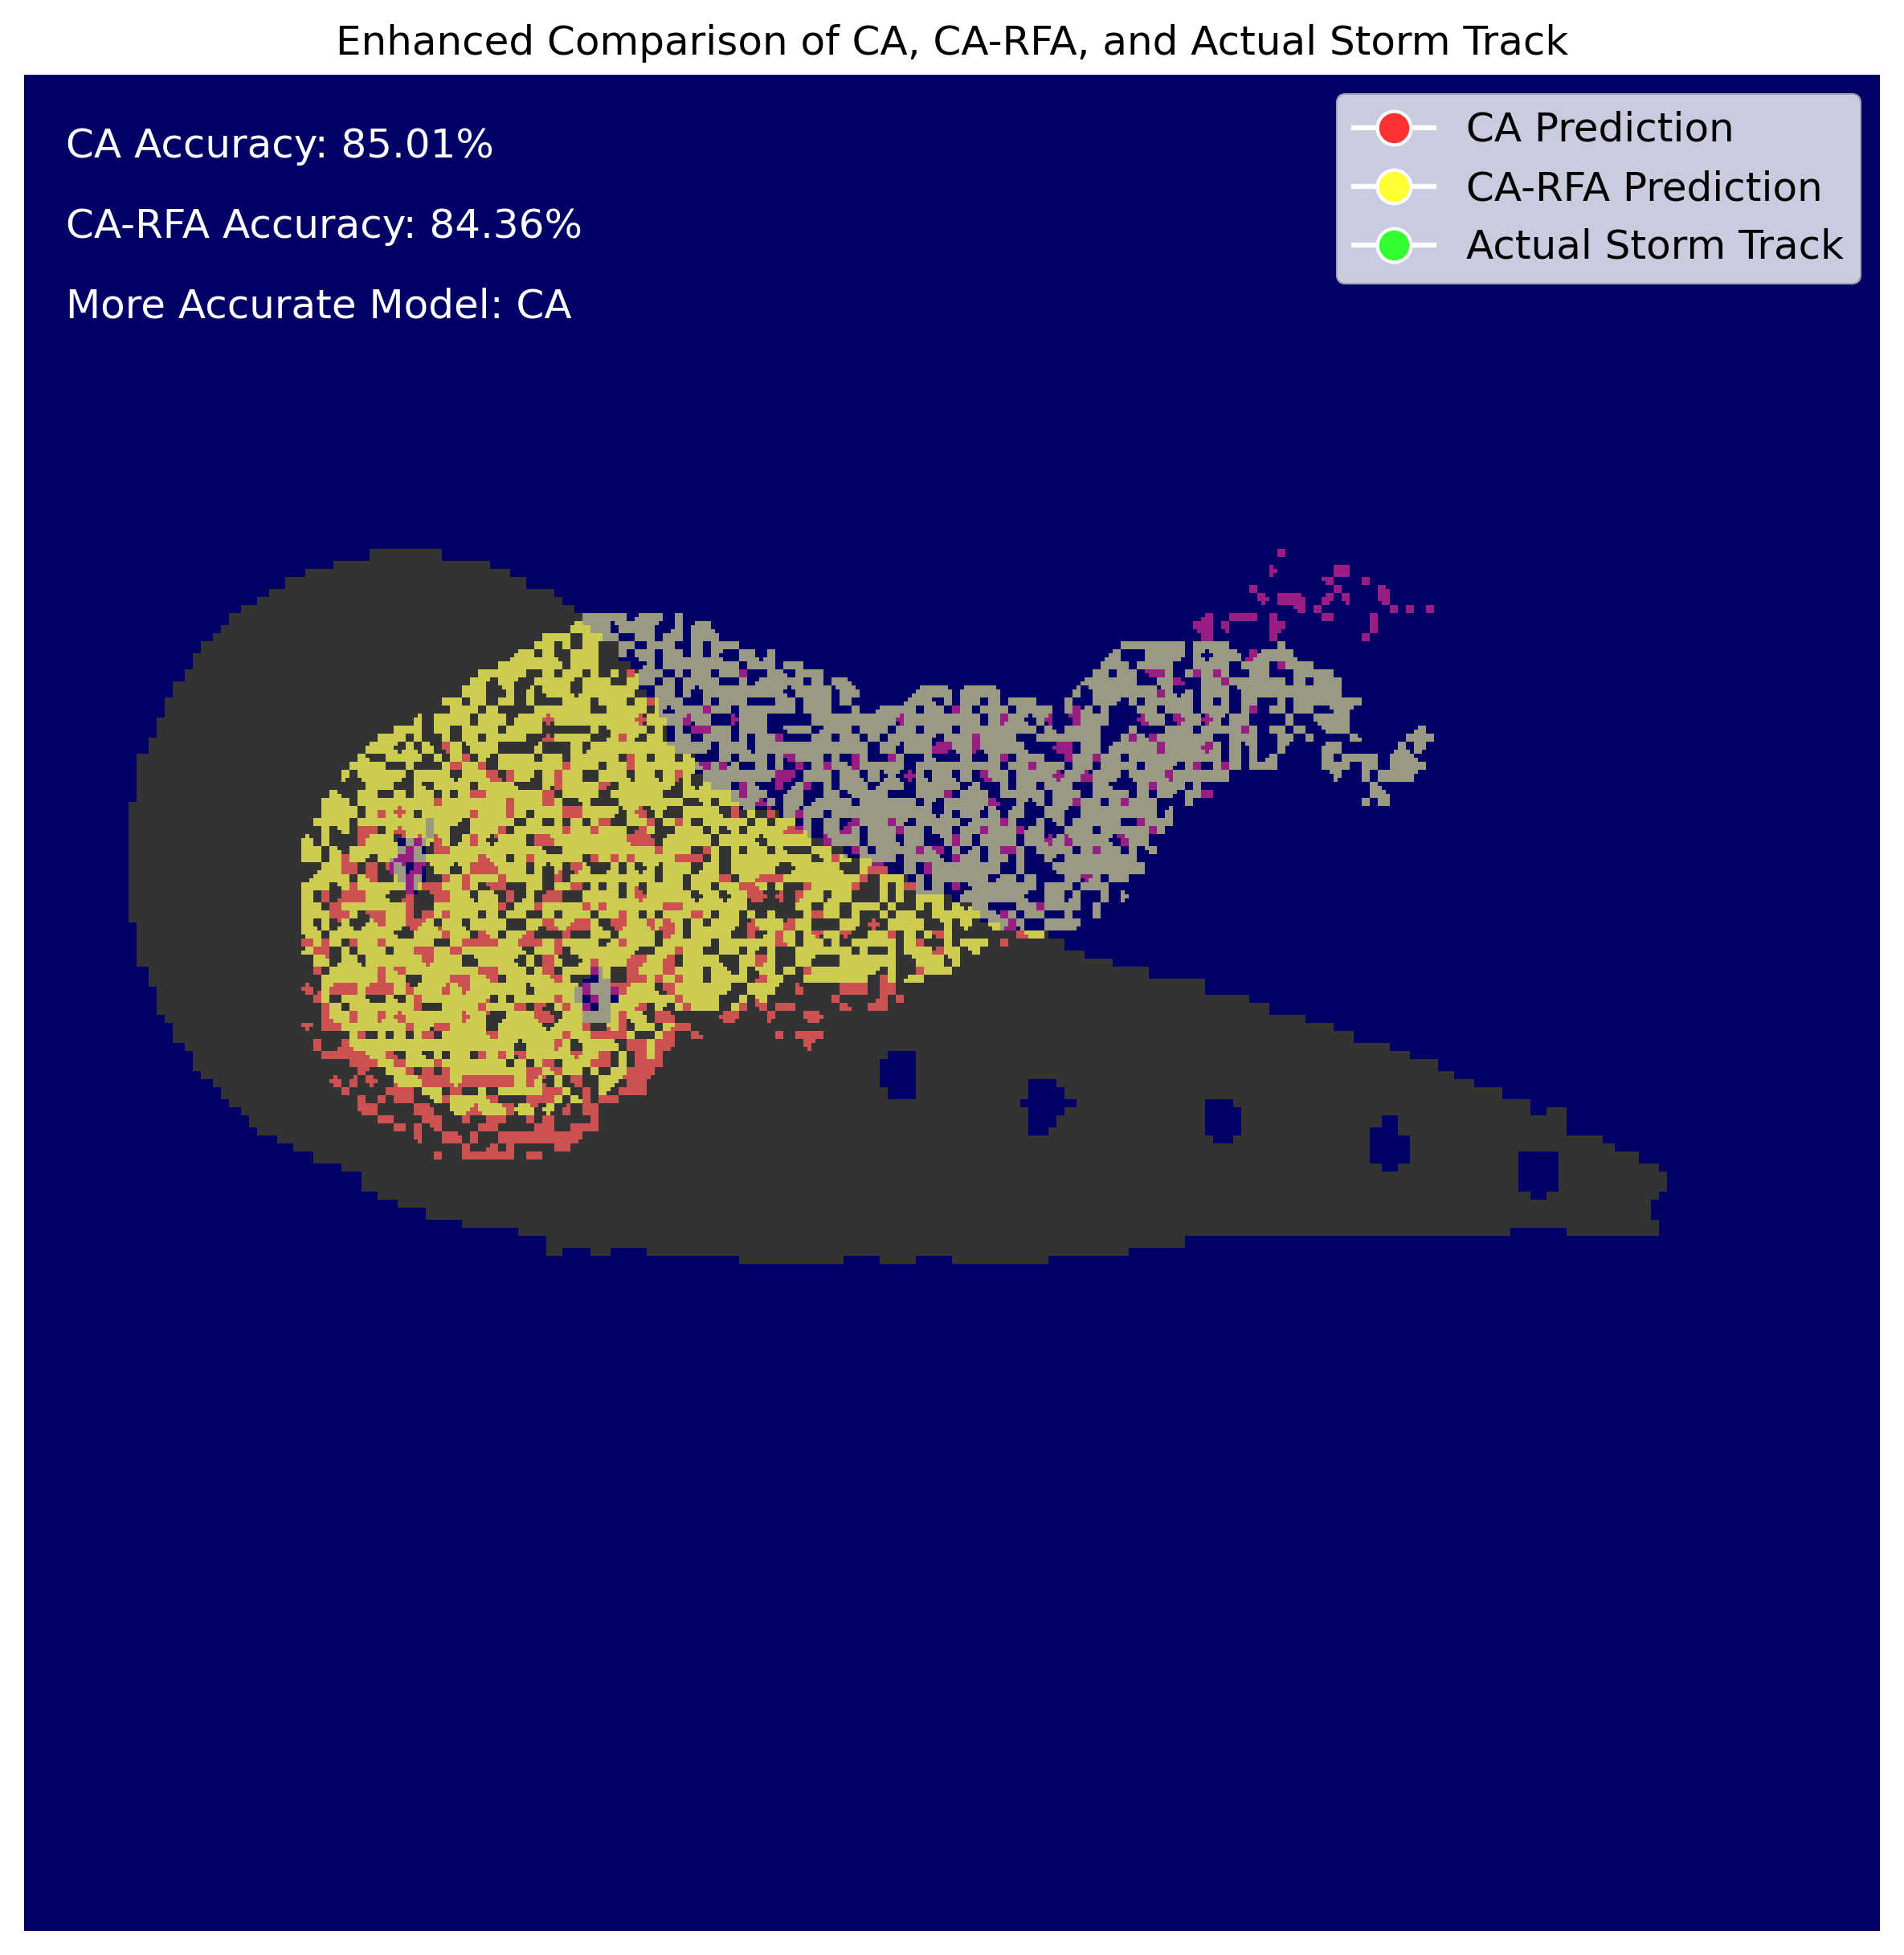 Enhanced Comparison of CA, CA-RFA, and Actual Storm Track
CA Accuracy: 85.01%
CA-RFA Accuracy: 84.36%
More Accurate Model: CA
CA Prediction
CA-RFA Prediction
Actual Storm Track